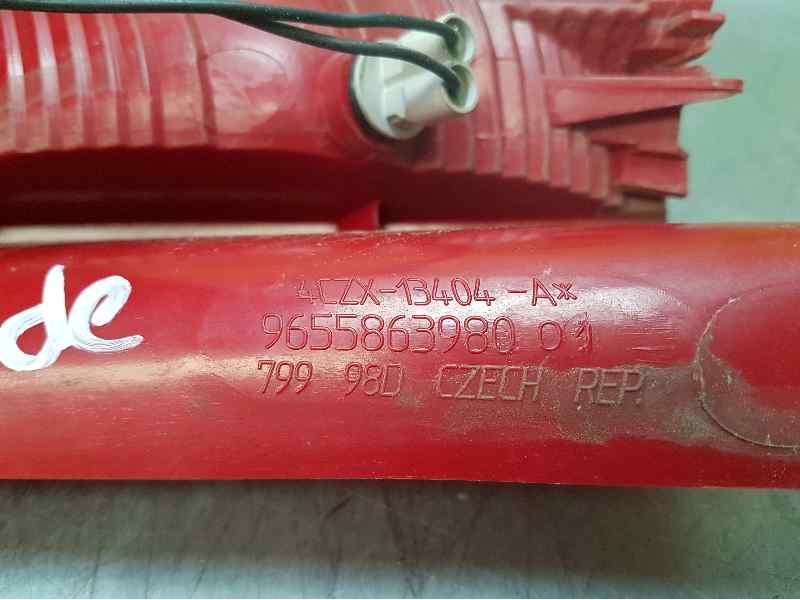 de
4CZX-13404-A*
9655863980 01
799 98D CZECH REP.